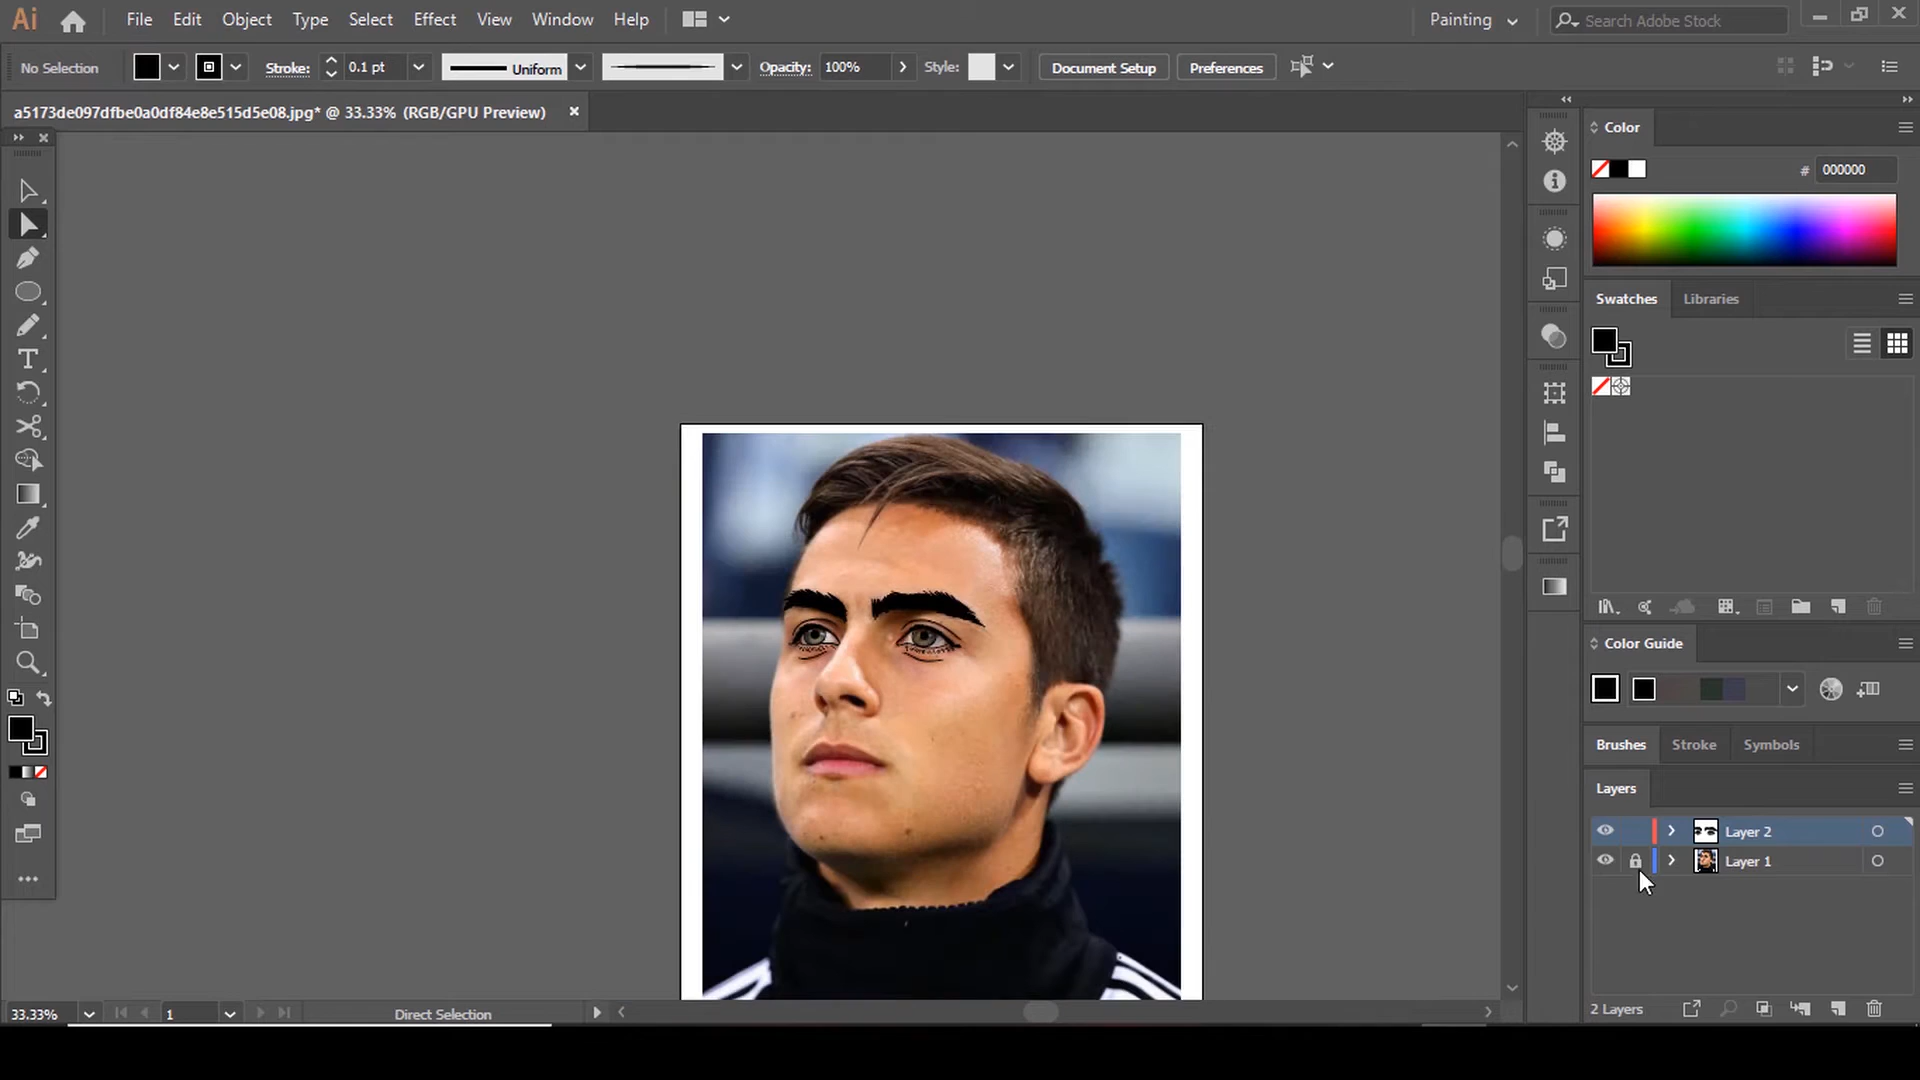 Ai File Edit Object Type Select Effect View Window Help Painting Search Adobe Stock
No Selection Stroke: 0.1 pt Uniform Opacity: 100% Style: Document Setup Preferences
a5173de097dfbe0a0df84e8e515d5e08.jpg* @ 33.33% (RGB/GPU Preview)
Color
# 000000
Swatches Libraries
Color Guide
Brushes Stroke Symbols
Layers
Layer 2
Layer 1
2 Layers
33.33% 1 Direct Selection